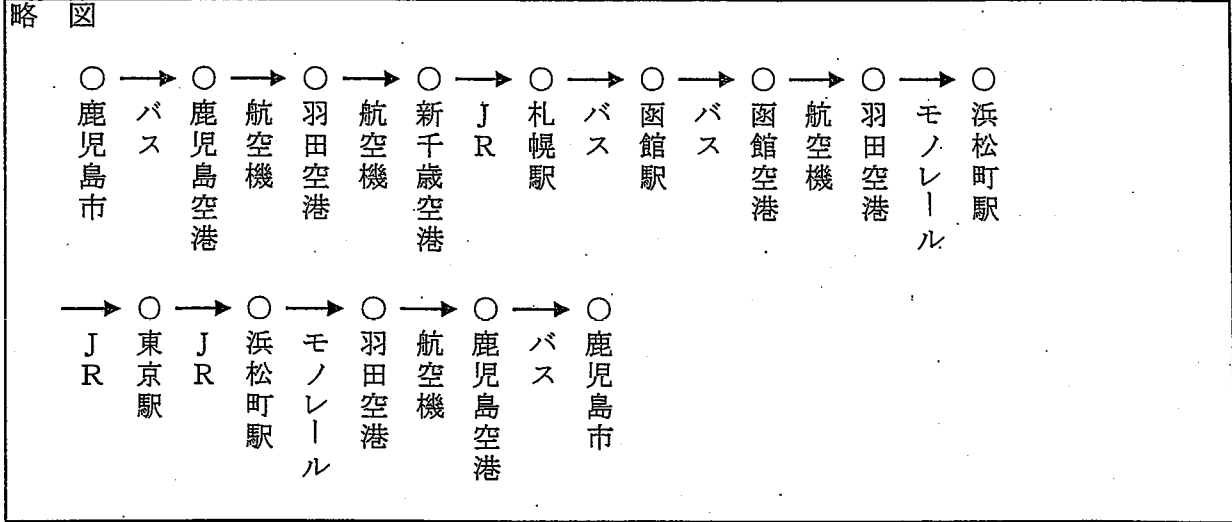 略 図
○ → ○ → ○ → ○ → ○ → ○ → ○ → ○ → ○
鹿児島市 バス 鹿児島空港 航空機 羽田空港 航空機 新千歳空港 JR 札幌駅 バス 函館駅 バス 函館空港 航空機 羽田空港 モノレール 浜松町駅
→ ○ → ○ → ○ → ○ → ○
JR 東京駅 JR 浜松町駅 モノレール 羽田空港 航空機 鹿児島空港 バス 鹿児島市